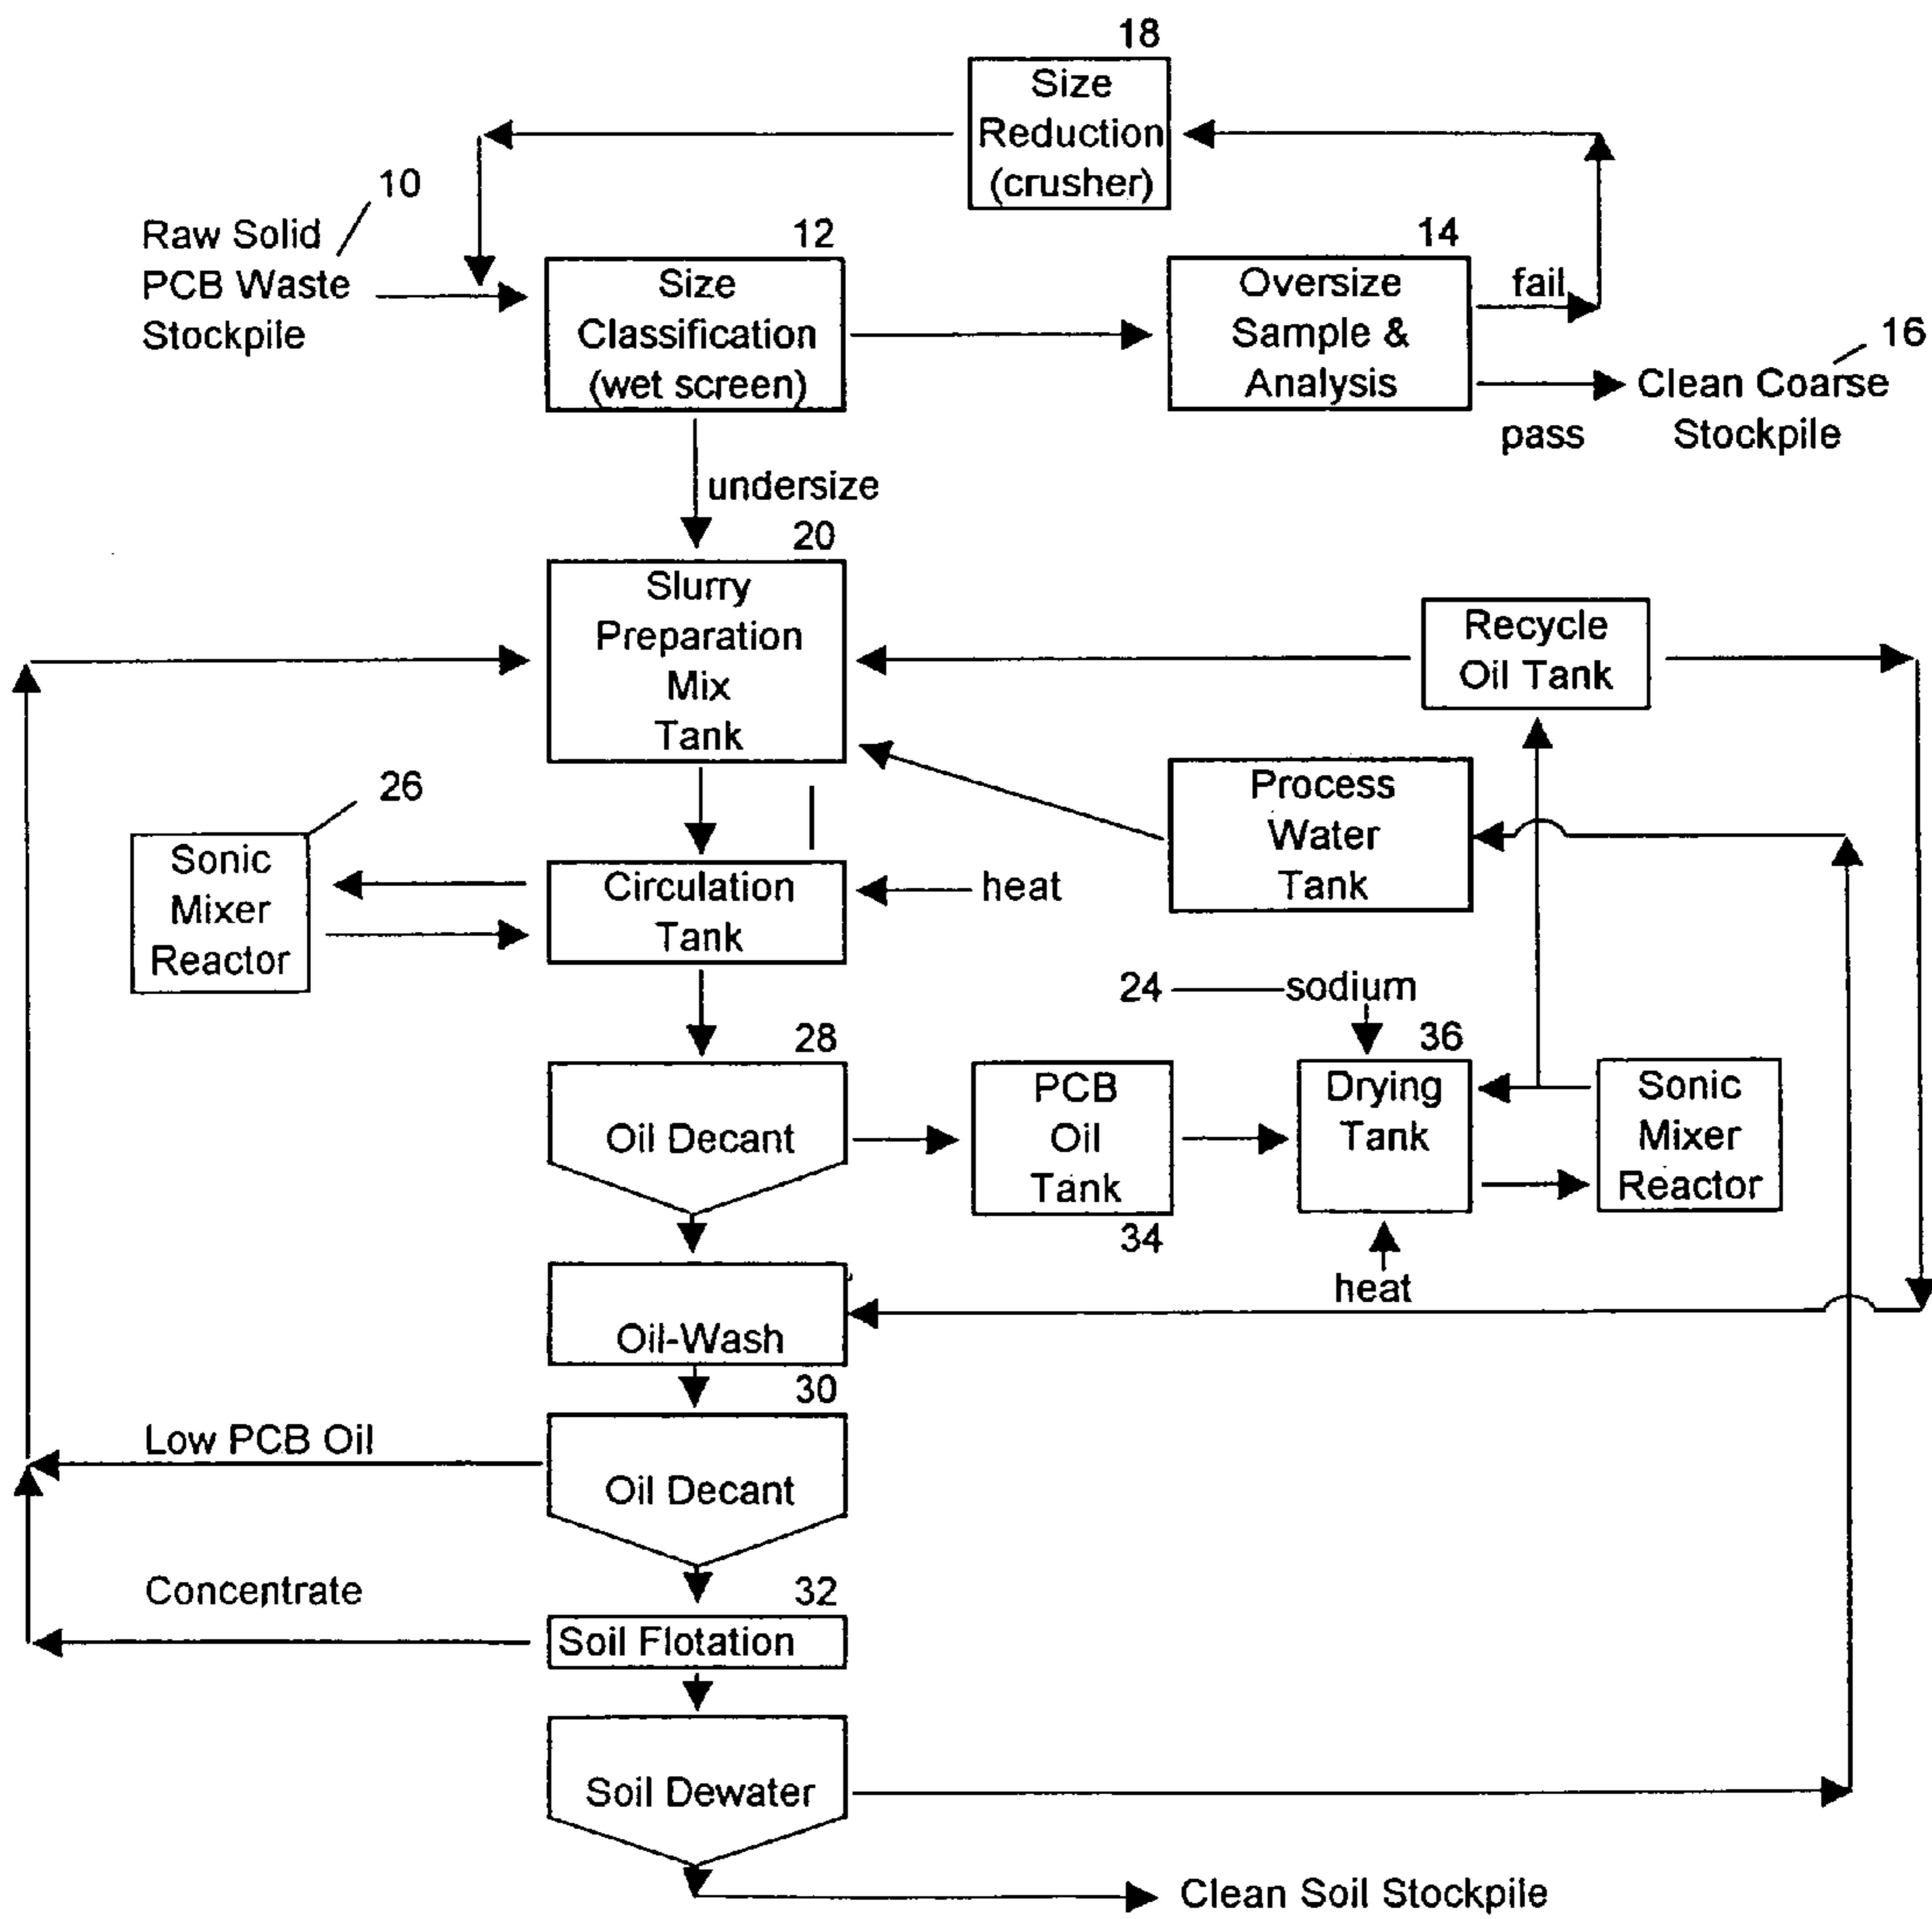 18
Size
Reduction
(crusher)
10
Raw Solid
PCB Waste
Stockpile
12
Size
Classification
(wet screen)
14
Oversize
Sample &
Analysis
fail
16
Clean Coarse
Stockpile
pass
undersize
20
Slurry
Preparation
Mix
Tank
Recycle
Oil Tank
Process
Water
Tank
26
Sonic
Mixer
Reactor
Circulation
Tank
heat
24
sodium
28
Oil Decant
PCB
Oil
Tank
34
36
Drying
Tank
Sonic
Mixer
Reactor
heat
Oil-Wash
30
Low PCB Oil
Oil Decant
Concentrate
32
Soil Flotation
Soil Dewater
Clean Soil Stockpile